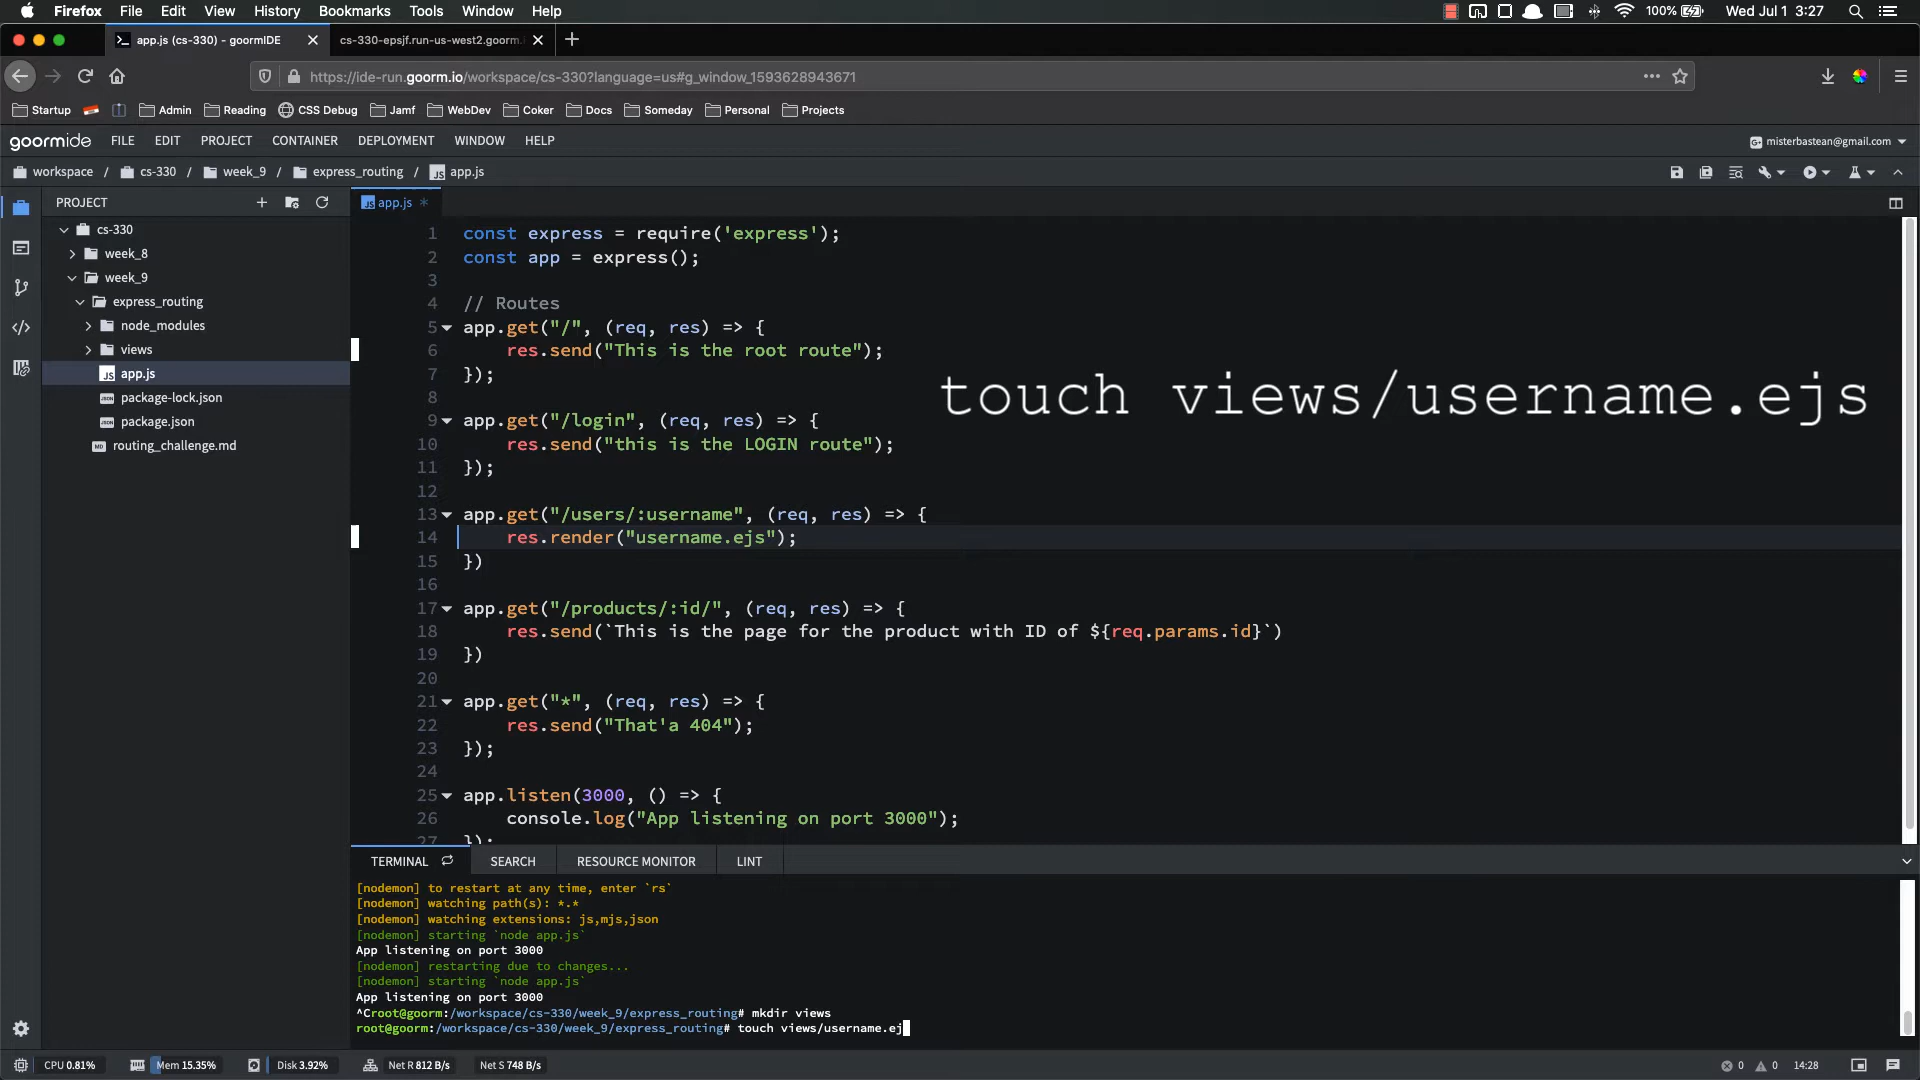 Firefox File Edit View History Bookmarks Tools Window Help 100% Wed Jul 1 3:27
app.js (cs-330) - goormIDE cs-330-epsjf.run-us-west2.goorm.
https://ide-run.goorm.io/workspace/cs-330?language=us#g_window_1593628943671
Startup Admin Reading CSS Debug Jamf WebDev Coker Docs Someday Personal Projects
goormide FILE EDIT PROJECT CONTAINER DEPLOYMENT WINDOW HELP misterbastean@gmail.com
workspace / cs-330 / week_9 / express_routing / JS app.js
PROJECT
cs-330
week_8
week_9
express_routing
node_modules
views
JS app.js
JSON package-lock.json
JSON package.json
MD routing_challenge.md
JS app.js *
1 const express = require('express');
2 const app = express();
3
4 // Routes
5 app.get("/", (req, res) => {
6 res.send("This is the root route");
7 });
8
9 app.get("/login", (req, res) => {
10 res.send("this is the LOGIN route");
11 });
12
13 app.get("/users/:username", (req, res) => {
14 res.render("username.ejs");
15 })
16
17 app.get("/products/:id/", (req, res) => {
18 res.send(`This is the page for the product with ID of ${req.params.id}`)
19 })
20
21 app.get("*", (req, res) => {
22 res.send("That'a 404");
23 });
24
25 app.listen(3000, () => {
26 console.log("App listening on port 3000");
27 });
touch views/username.ejs
TERMINAL SEARCH RESOURCE MONITOR LINT
[nodemon] to restart at any time, enter `rs`
[nodemon] watching path(s): *.*
[nodemon] watching extensions: js,mjs,json
[nodemon] starting `node app.js`
App listening on port 3000
[nodemon] restarting due to changes...
[nodemon] starting `node app.js`
App listening on port 3000
^Croot@goorm:/workspace/cs-330/week_9/express_routing# mkdir views
root@goorm:/workspace/cs-330/week_9/express_routing# touch views/username.ej
CPU 0.81% Mem 15.35% Disk 3.92% Net R 812 B/s Net S 748 B/s 0 0 14:28